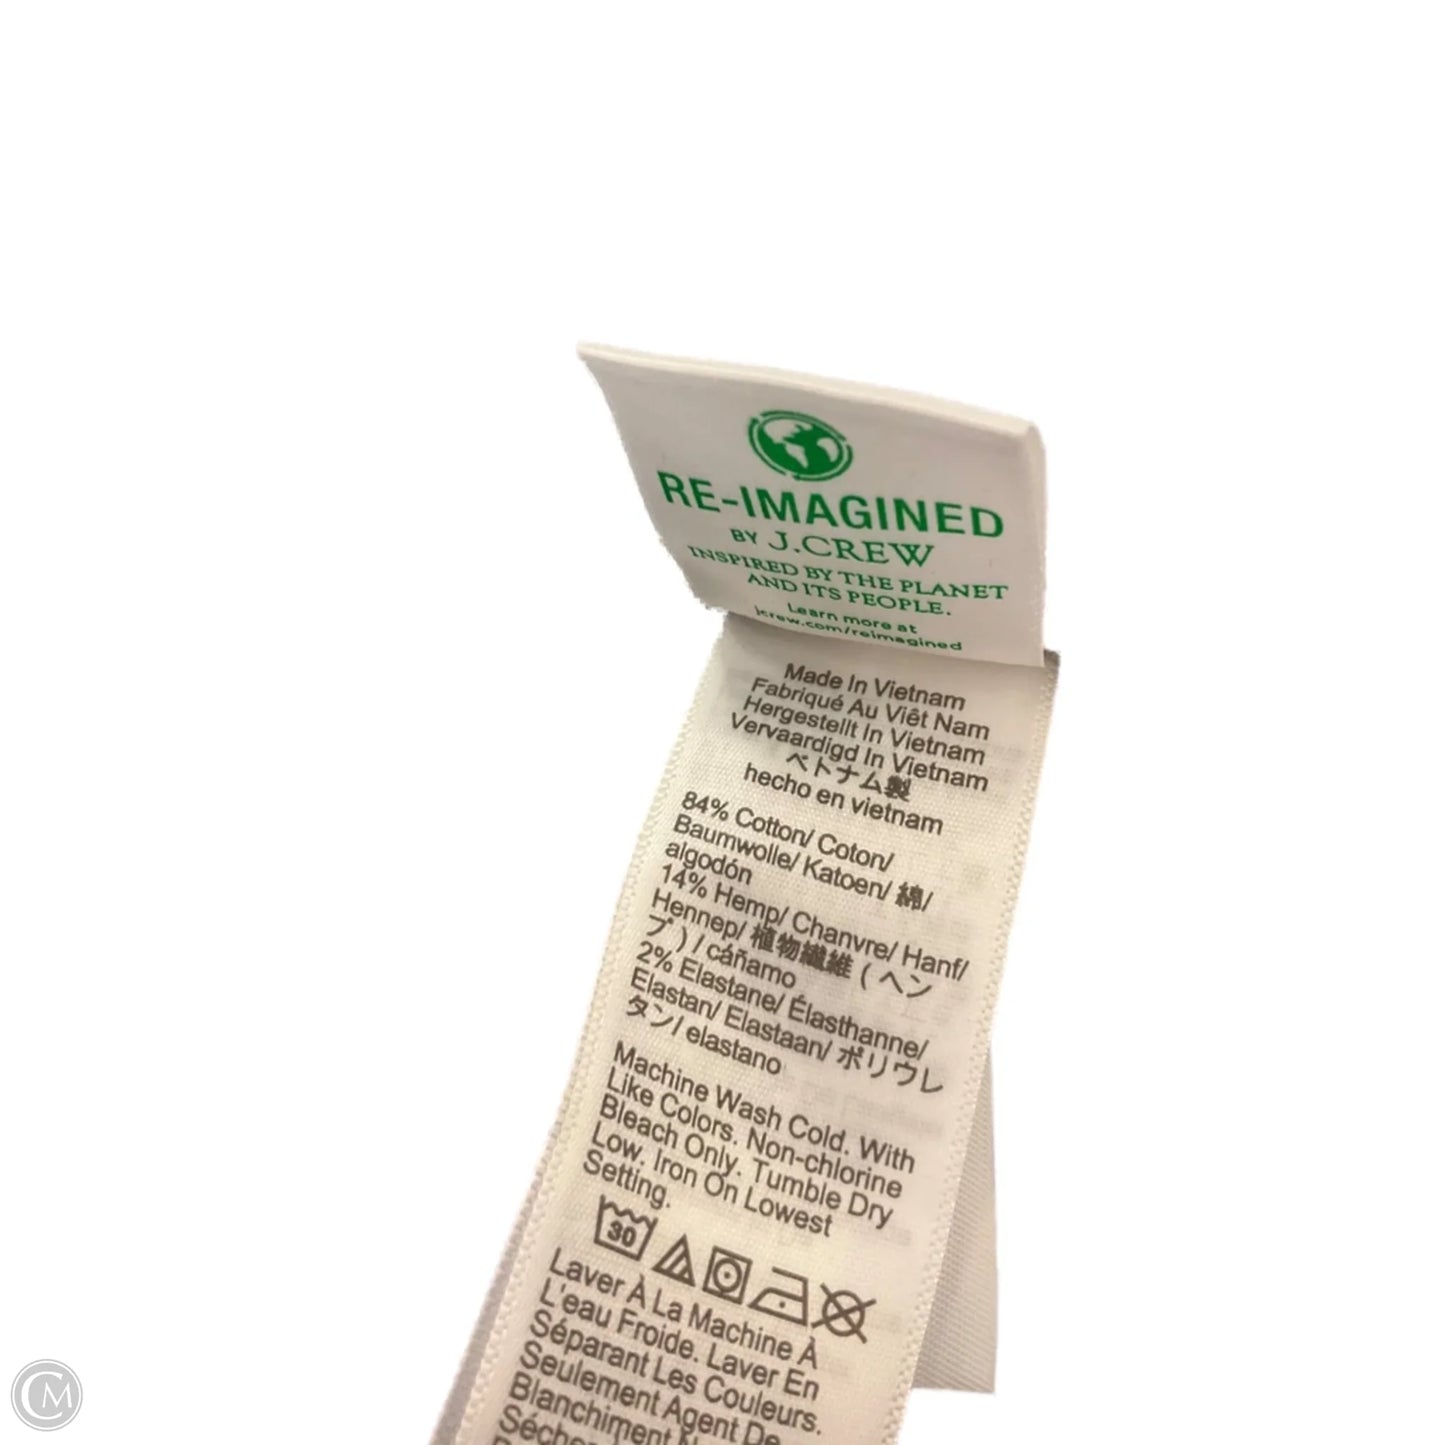 RE-IMAGINED
BY J.CREW
INSPIRED BY THE PLANET
AND ITS PEOPLE.
Learn more at
jcrew.com/reimagined
Made In Vietnam
Fabriqué Au Viêt Nam
Hergestellt In Vietnam
Vervaardigd In Vietnam
ベトナム製
hecho en vietnam
84% Cotton/ Coton/
Baumwolle/ Katoen/ 綿/
algodón
14% Hemp/ Chanvre/ Hanf/
Hennep/ 植物繊維 ( ヘン
プ ) / cáñamo
2% Elastane/ Élasthanne/
Elastan/ Elastaan/ ポリウレ
タン/ elastano
Machine Wash Cold. With
Like Colors. Non-chlorine
Bleach Only. Tumble Dry
Low. Iron On Lowest
Setting.
30
Laver À La Machine À
L'eau Froide. Laver En
Séparant Les Couleurs.
Seulement Agent De
Blanchiment
CM